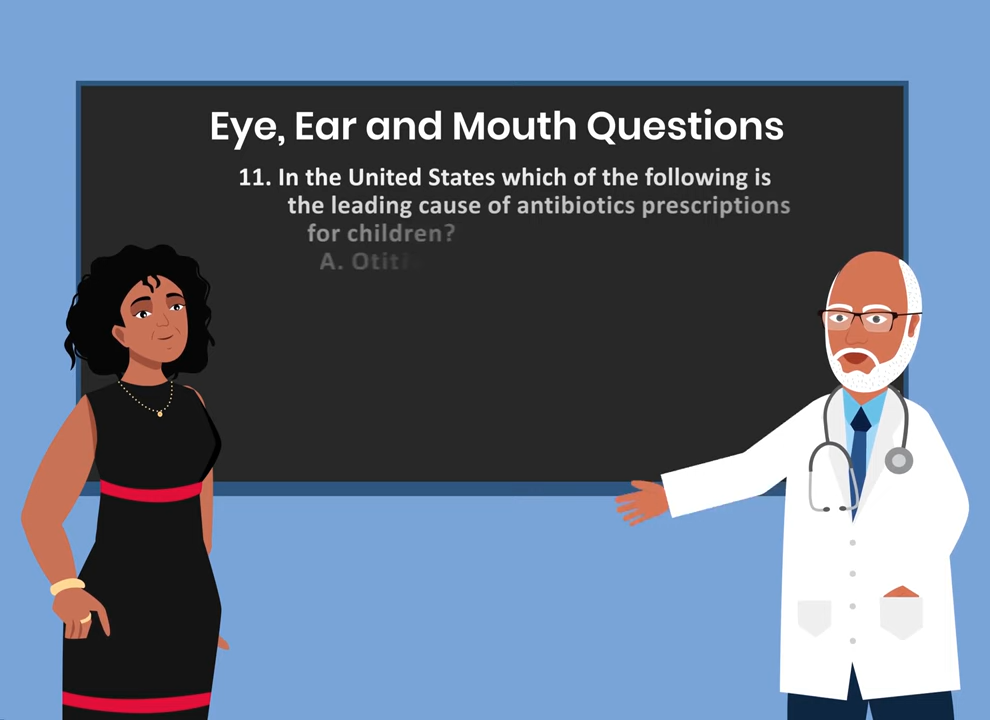 Eye, Ear and Mouth Questions
11. In the United States which of the following is
the leading cause of antibiotics prescriptions
for children?
A.